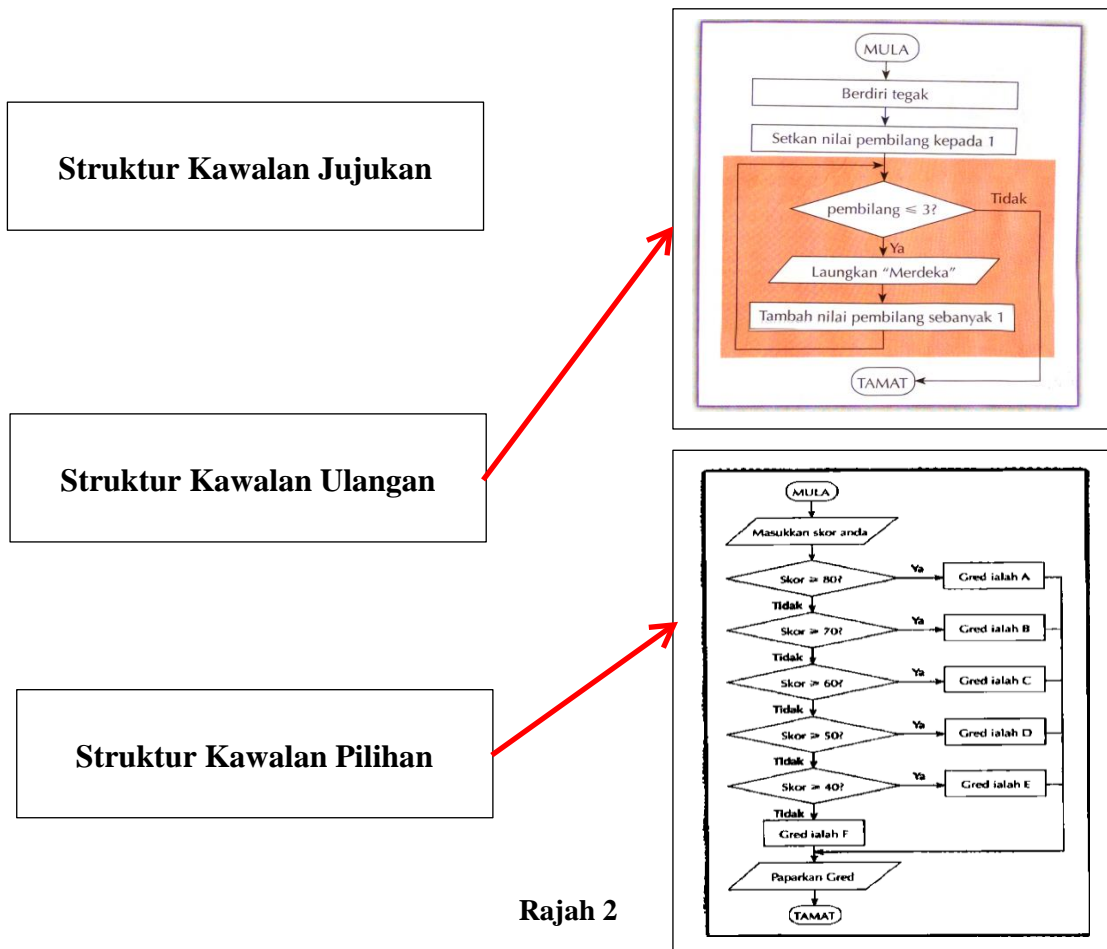 Struktur Kawalan Jujukan
Struktur Kawalan Ulangan
Struktur Kawalan Pilihan
MULA
Berdiri tegak
Setkan nilai pembilang kepada 1
pembilang ≤ 3?
Tidak
Ya
Laungkan “Merdeka”
Tambah nilai pembilang sebanyak 1
TAMAT
MULA
Masukkan skor anda
Skor ≥ 80?
Ya
Gred ialah A
Tidak
Skor ≥ 70?
Ya
Gred ialah B
Tidak
Skor ≥ 60?
Ya
Gred ialah C
Tidak
Skor ≥ 50?
Ya
Gred ialah D
Tidak
Skor ≥ 40?
Ya
Gred ialah E
Tidak
Gred ialah F
Paparkan Gred
TAMAT
Rajah 2